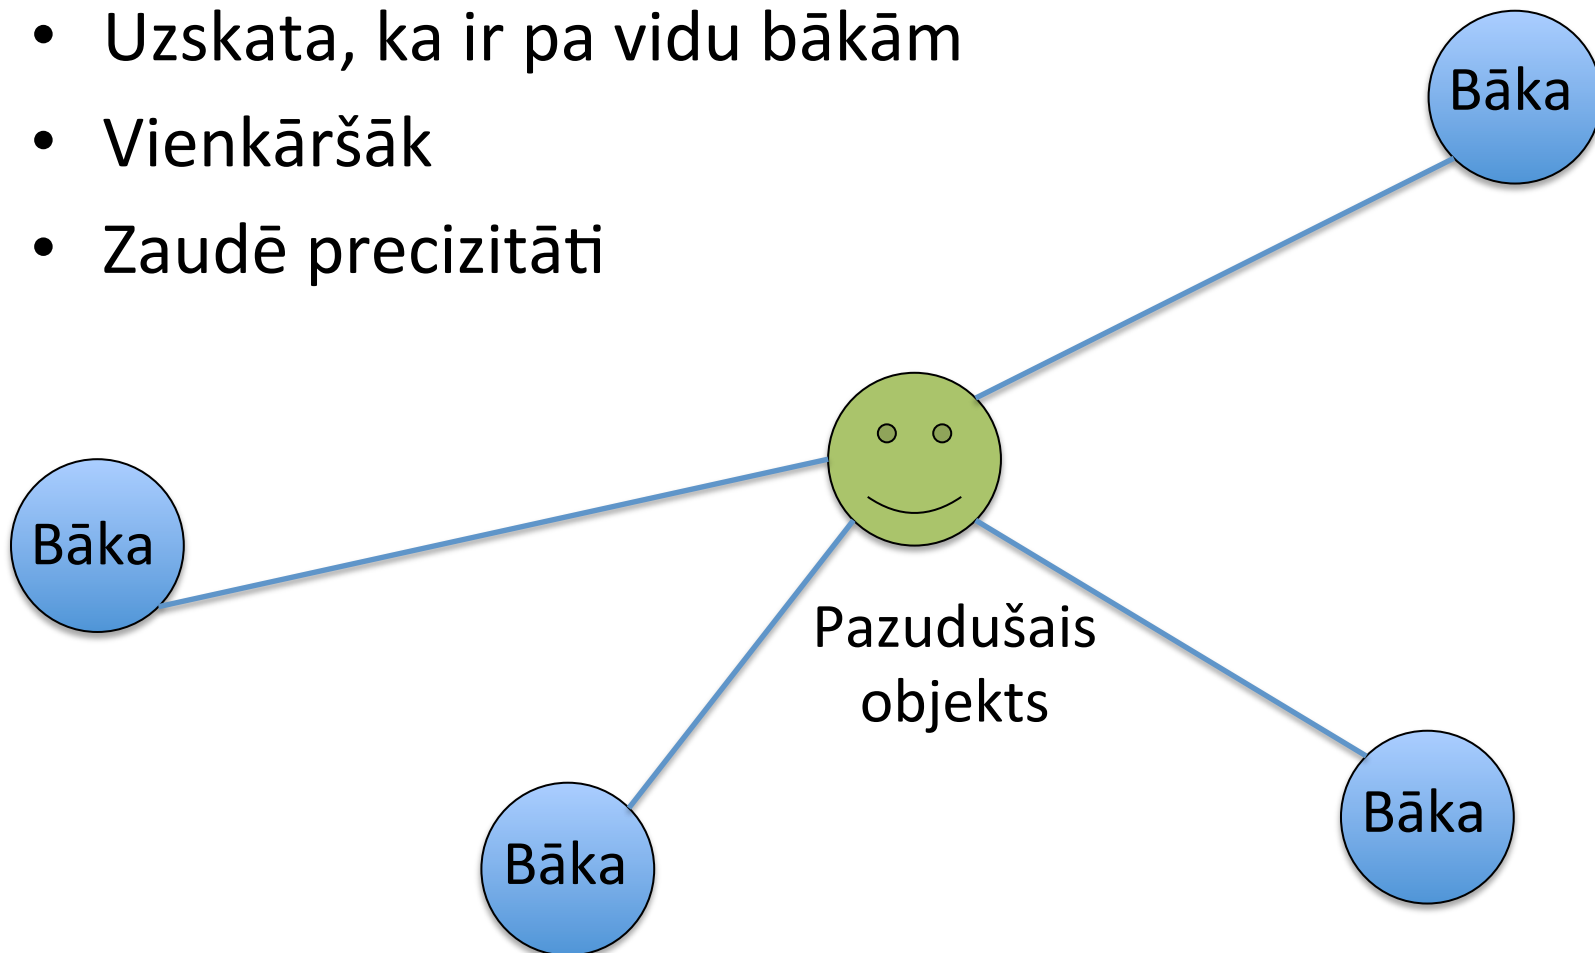 • Uzskata, ka ir pa vidu bākām
• Vienkāršāk
• Zaudē precizitāti
Bāka
Bāka
Pazudušais
objekts
Bāka
Bāka